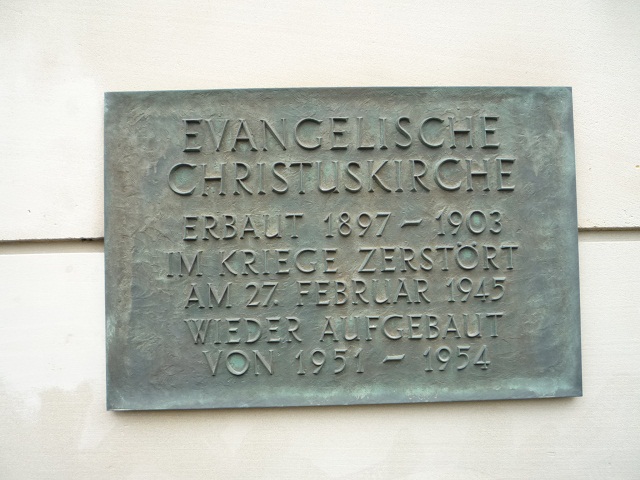 EVANGELISCHE
CHRISTUSKIRCHE
ERBAUT 1897 – 1903
IM KRIEGE ZERSTÖRT
AM 27. FEBRUAR 1945
WIEDER AUFGEBAUT
VON 1951 – 1954